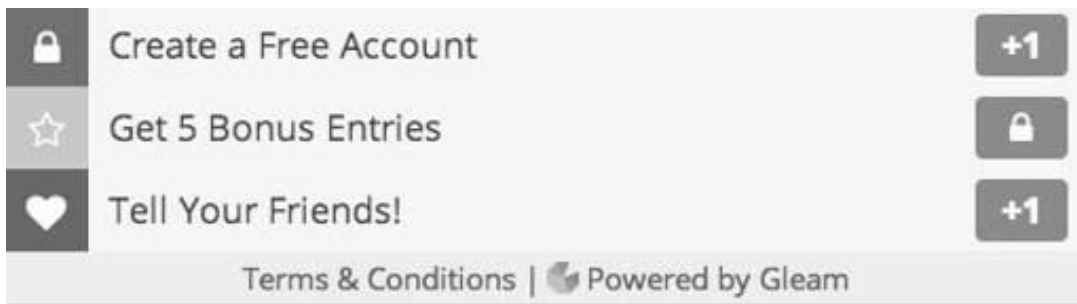 Create a Free Account +1
Get 5 Bonus Entries
Tell Your Friends! +1
Terms & Conditions | Powered by Gleam